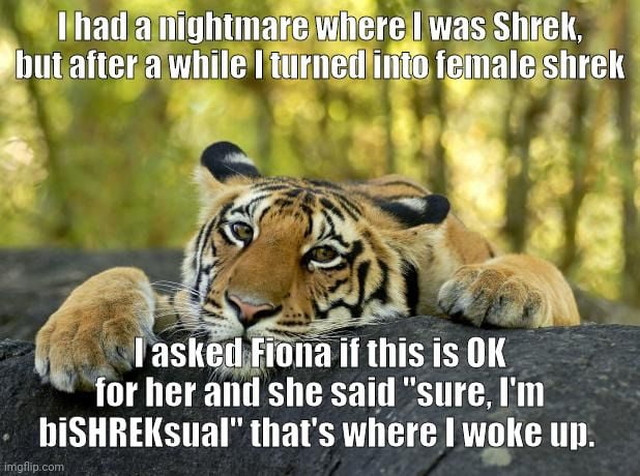 I had a nightmare where I was Shrek,
but after a while I turned into female shrek
I asked Fiona if this is OK
for her and she said "sure, I'm
biSHREKsual" that's where I woke up.
imgflip.com